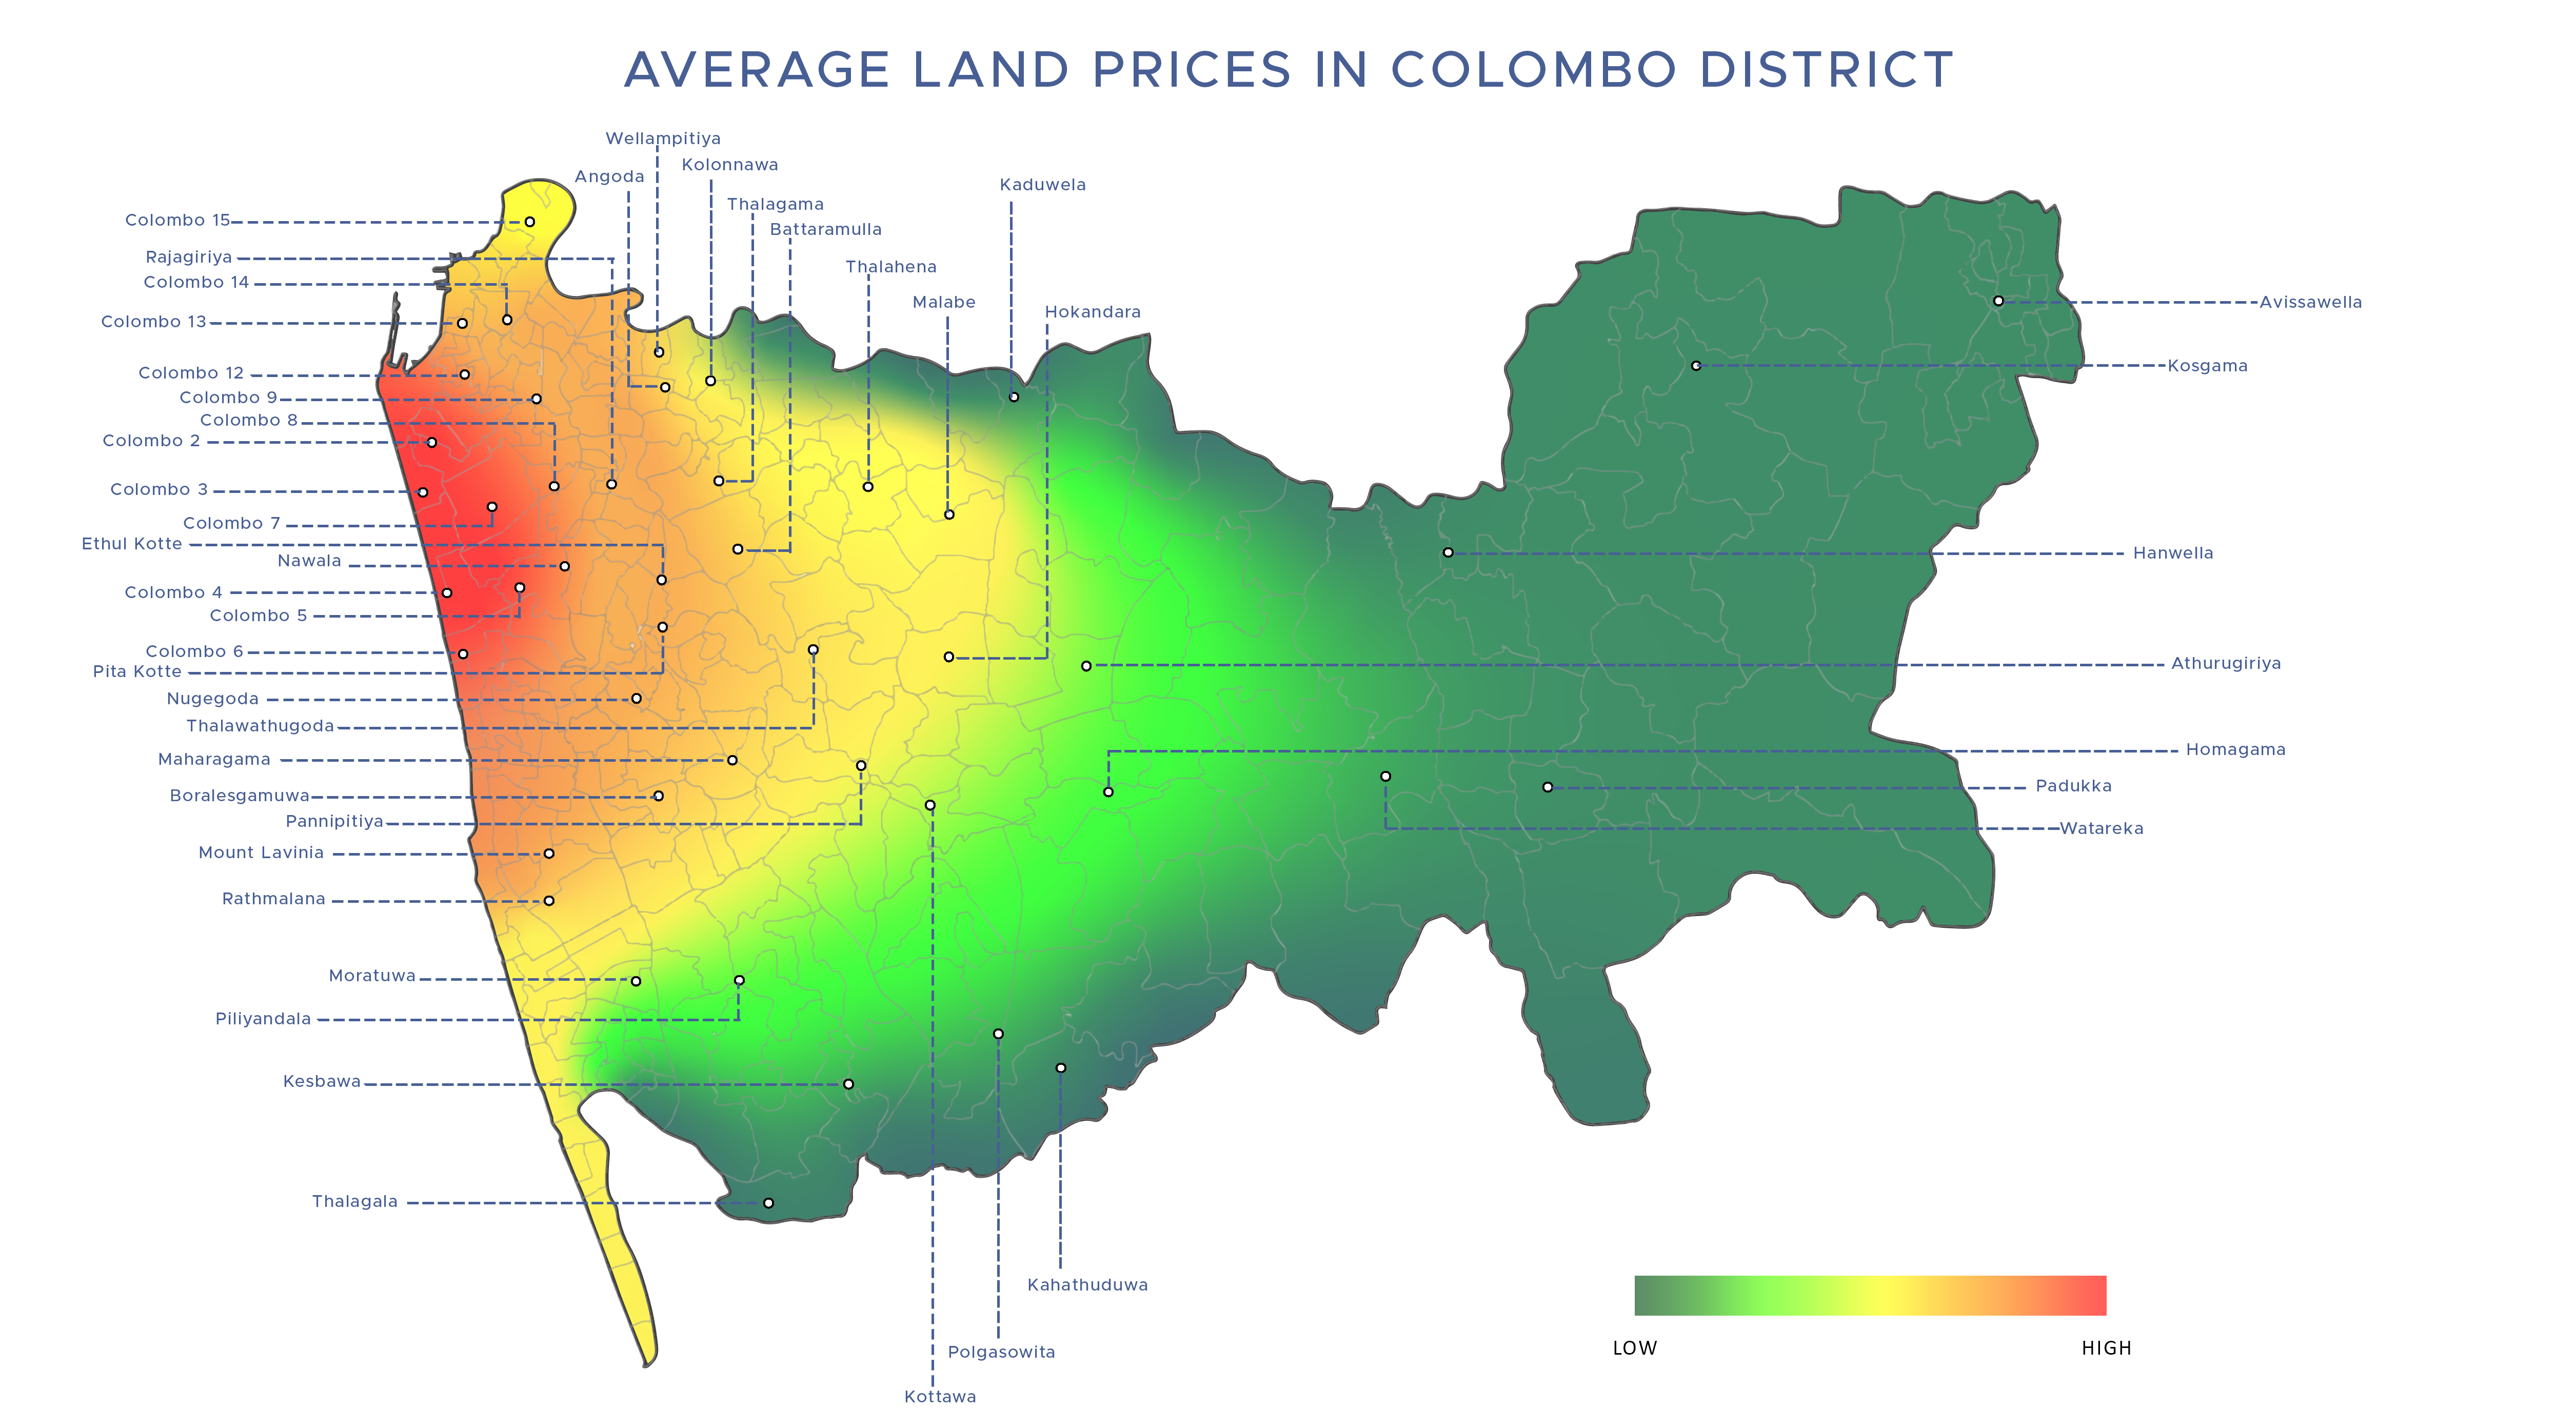 AVERAGE LAND PRICES IN COLOMBO DISTRICT
Wellampitiya
Kolonnawa
Angoda
Kaduwela
Thalagama
Colombo 15
Battaramulla
Rajagiriya
Thalahena
Colombo 14
Malabe
Avissawella
Hokandara
Colombo 13
Kosgama
Colombo 12
Colombo 9
Colombo 8
Colombo 2
Colombo 3
Colombo 7
Ethul Kotte
Hanwella
Nawala
Colombo 4
Colombo 5
Colombo 6
Athurugiriya
Pita Kotte
Nugegoda
Thalawathugoda
Homagama
Maharagama
Padukka
Boralesgamuwa
Pannipitiya
Watareka
Mount Lavinia
Rathmalana
Moratuwa
Piliyandala
Kesbawa
Thalagala
Kahathuduwa
LOW
HIGH
Polgasowita
Kottawa